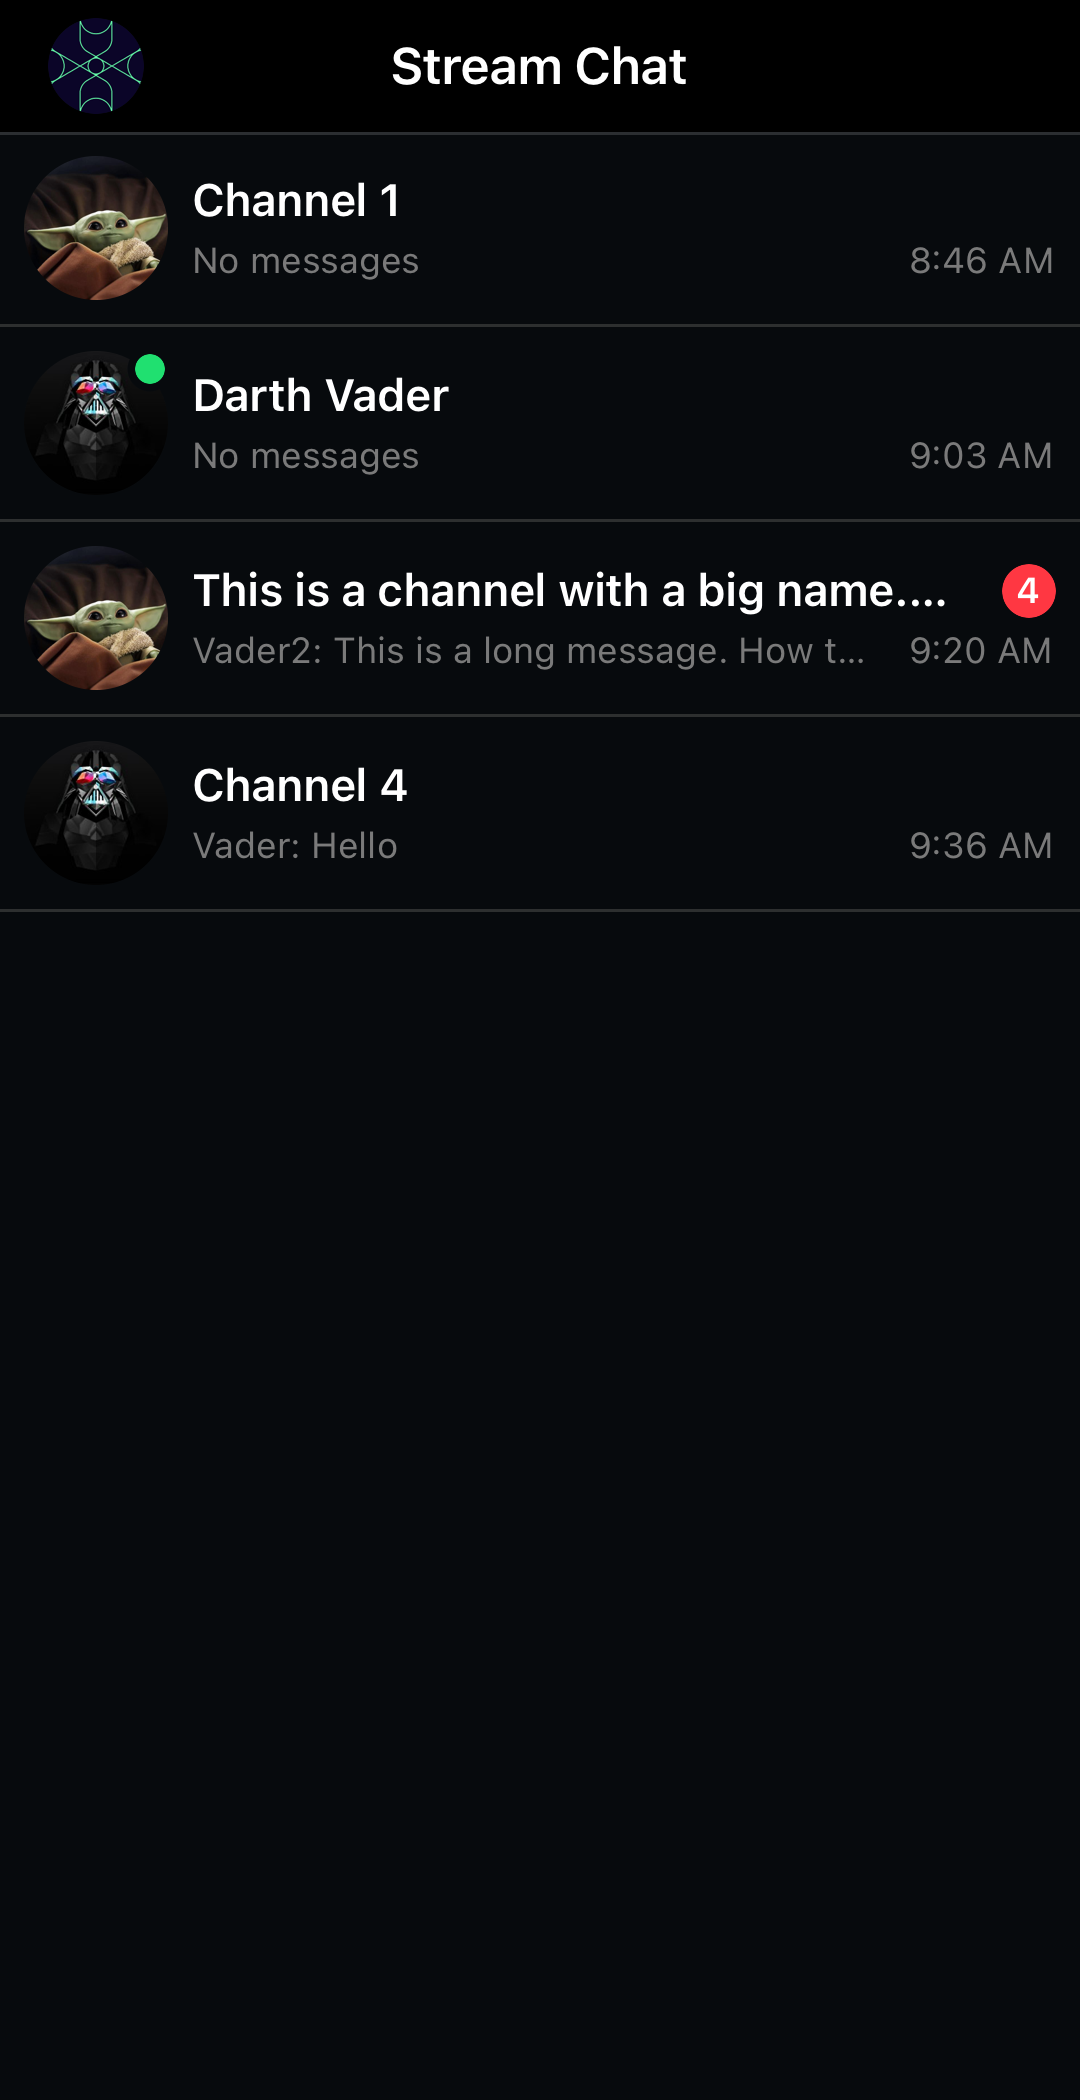 Stream Chat
Channel 1
No messages
8:46 AM
Darth Vader
No messages
9:03 AM
This is a channel with a big name....
4
Vader2: This is a long message. How t...
9:20 AM
Channel 4
Vader: Hello
9:36 AM